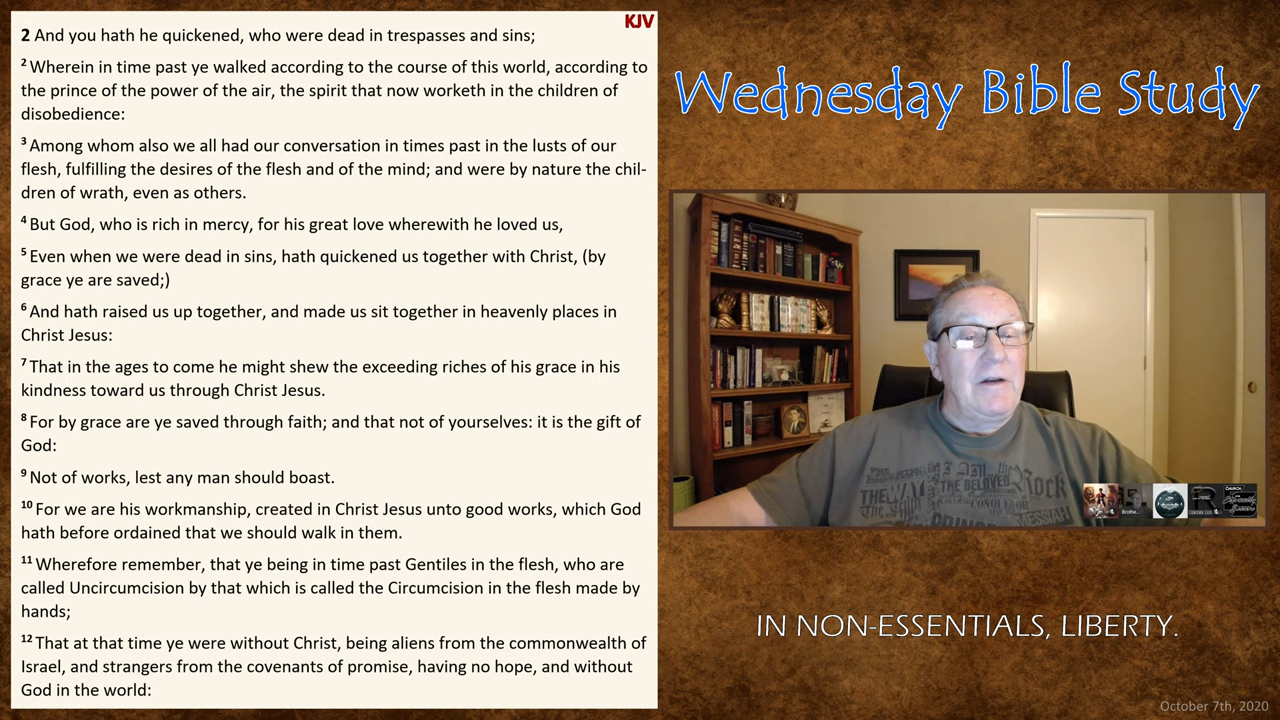 KJV
2 And you hath he quickened, who were dead in trespasses and sins;
2 Wherein in time past ye walked according to the course of this world, according to
the prince of the power of the air, the spirit that now worketh in the children of
disobedience:
3 Among whom also we all had our conversation in times past in the lusts of our
flesh, fulfilling the desires of the flesh and of the mind; and were by nature the chil-
dren of wrath, even as others.
4 But God, who is rich in mercy, for his great love wherewith he loved us,
5 Even when we were dead in sins, hath quickened us together with Christ, (by
grace ye are saved;)
6 And hath raised us up together, and made us sit together in heavenly places in
Christ Jesus:
7 That in the ages to come he might shew the exceeding riches of his grace in his
kindness toward us through Christ Jesus.
8 For by grace are ye saved through faith; and that not of yourselves: it is the gift of
God:
9 Not of works, lest any man should boast.
10 For we are his workmanship, created in Christ Jesus unto good works, which God
hath before ordained that we should walk in them.
11 Wherefore remember, that ye being in time past Gentiles in the flesh, who are
called Uncircumcision by that which is called the Circumcision in the flesh made by
hands;
12 That at that time ye were without Christ, being aliens from the commonwealth of
Israel, and strangers from the covenants of promise, having no hope, and without
God in the world:
Wednesday Bible Study
I AM the
THE BELOVED
Rock
THE
MESSIAH
Brothe...
CHURCH
IN NON-ESSENTIALS, LIBERTY.
October 7th, 2020